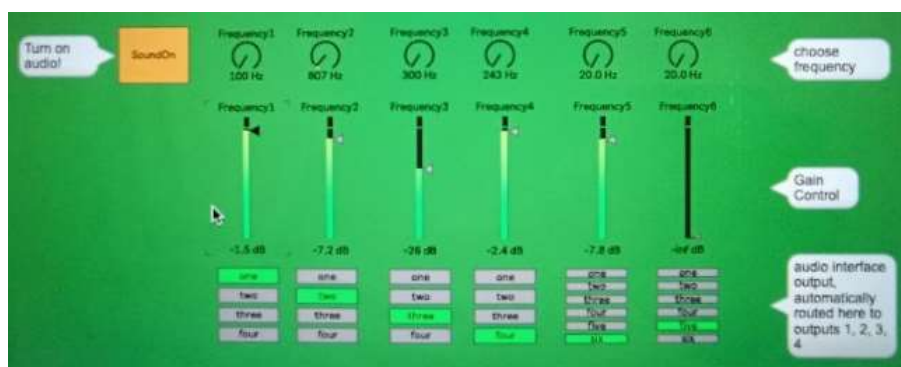 Turn on
audio!
SoundOn
Frequency1
100 Hz
Frequency2
807 Hz
Frequency3
300 Hz
Frequency4
243 Hz
Frequency5
20.0 Hz
Frequency6
20.0 Hz
choose
frequency
Frequency1
-1.5 dB
Frequency2
-7.2 dB
Frequency3
-26 dB
Frequency4
-2.4 dB
Frequency5
-7.8 dB
Frequency6
-inf dB
Gain
Control
one
two
three
four
one
two
three
four
one
two
three
four
one
two
three
four
one
two
three
four
five
six
one
two
three
four
five
six
audio interface
output,
automatically
routed here to
outputs 1, 2, 3,
4